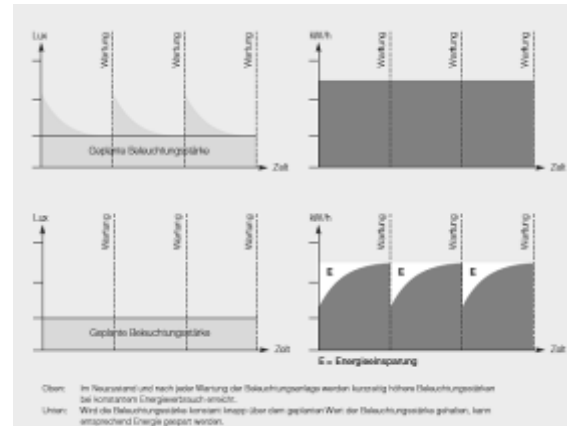 Lux
Wartung
Wartung
Wartung
Geplante Beleuchtungsstärke
Zeit
kW/h
Wartung
Wartung
Wartung
Zeit
Lux
Wartung
Wartung
Wartung
Geplante Beleuchtungsstärke
Zeit
kW/h
Wartung
Wartung
Wartung
E
E
E
Zeit
E = Energieeinsparung
Oben: Im Neuzustand und nach jeder Wartung der Beleuchtungsanlage werden kurzzeitig höhere Beleuchtungsstärken
bei konstantem Energieverbrauch erreicht.
Unten: Wird die Beleuchtungsstärke konstant knapp über dem geplanten Wert der Beleuchtungsstärke gehalten, kann
entsprechend Energie gespart werden.